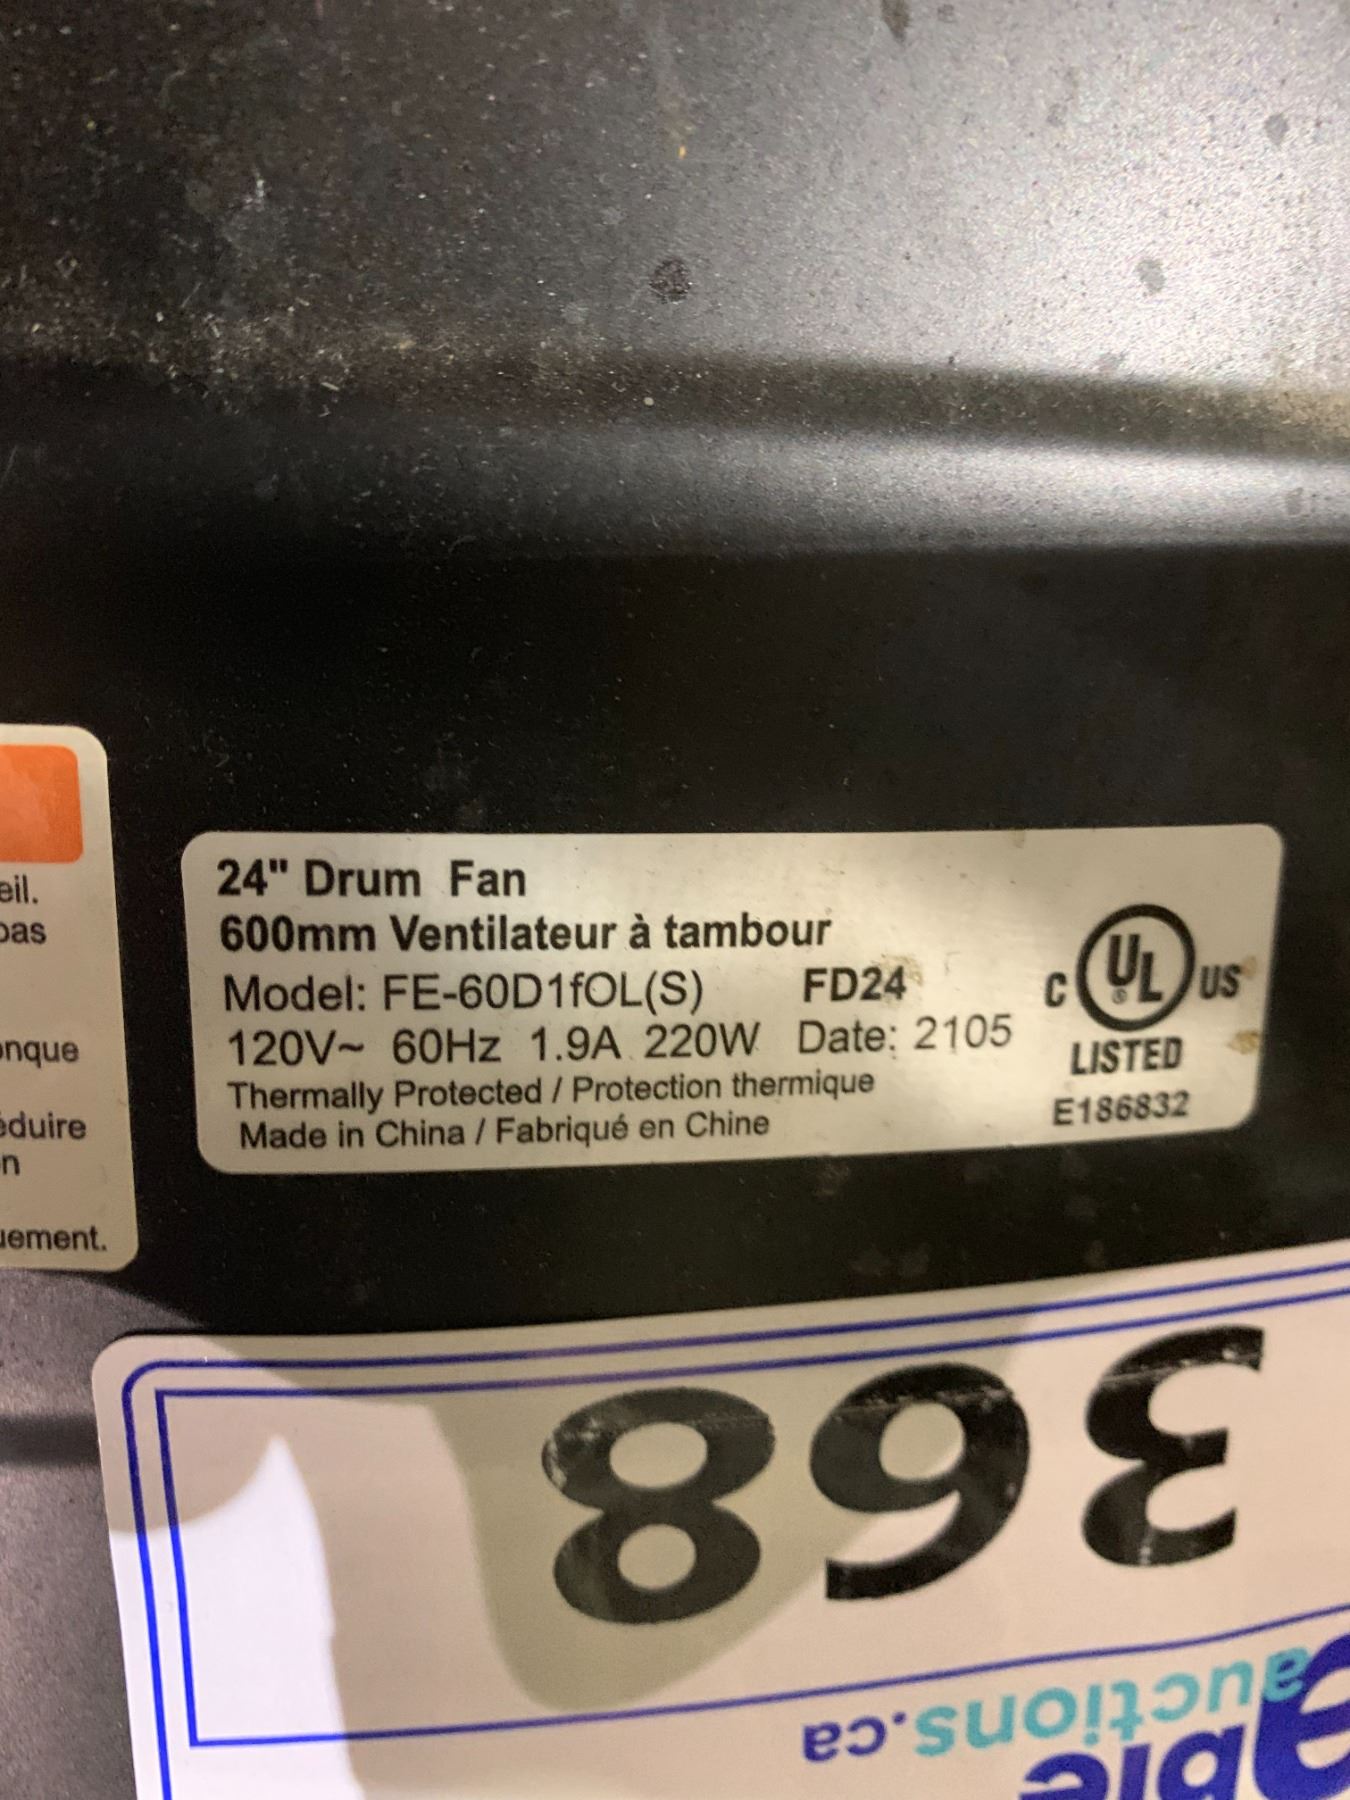 eil.
pas
onque
éduire
n
uement.
24" Drum Fan
600mm Ventilateur à tambour
Model: FE-60D1fOL(S) FD24
120V~ 60Hz 1.9A 220W Date: 2105
Thermally Protected / Protection thermique
Made in China / Fabriqué en Chine
C UL® US
LISTED
E186832
368
auctions.ca